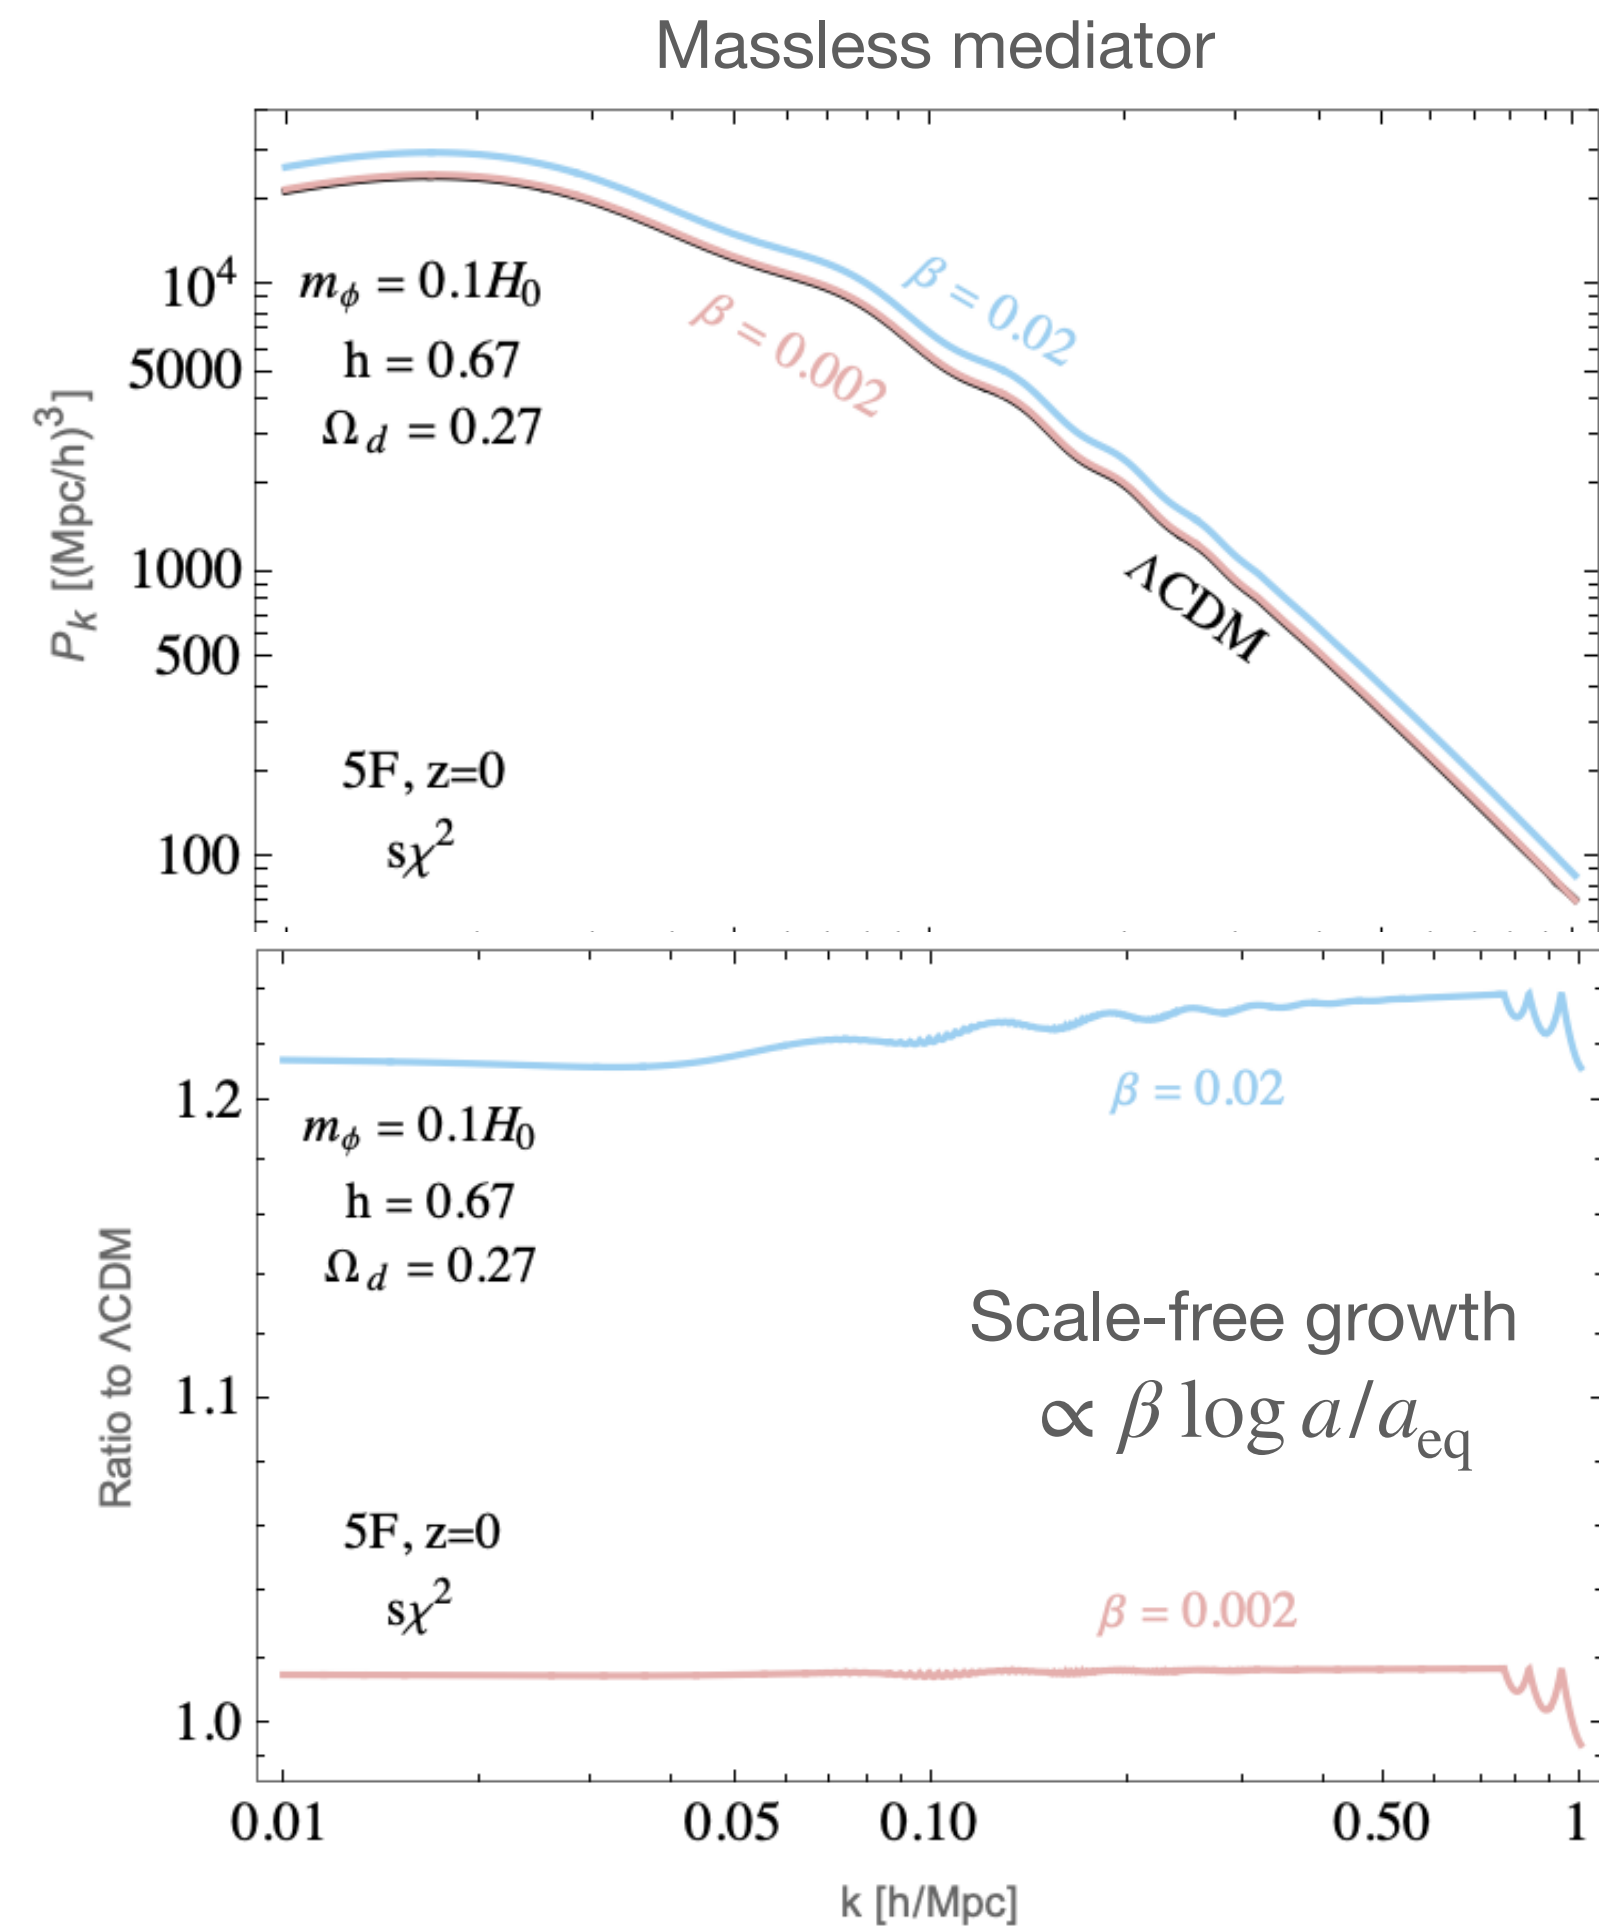 Massless mediator
P_k [(Mpc/h)^3]
10^4
5000
1000
500
100
m_ϕ = 0.1H_0
h = 0.67
Ω_d = 0.27
β = 0.02
β = 0.002
ΛCDM
5F, z=0
sχ^2
Ratio to ΛCDM
1.2
1.1
1.0
β = 0.02
m_ϕ = 0.1H_0
h = 0.67
Ω_d = 0.27
Scale-free growth
∝ β log a/a_eq
5F, z=0
sχ^2
β = 0.002
0.01 0.05 0.10 0.50 1
k [h/Mpc]